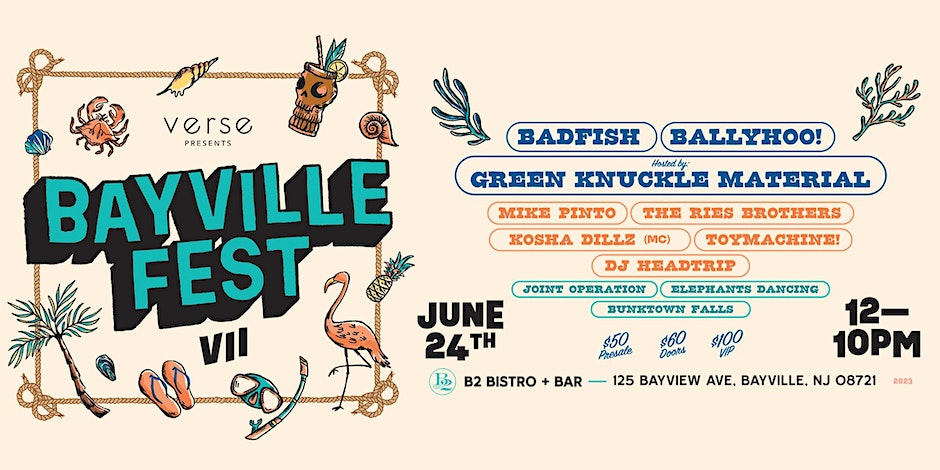 verse
PRESENTS
BAYVILLE
FEST
VII
BADFISH BALLYHOO!
Hosted by:
GREEN KNUCKLE MATERIAL
MIKE PINTO THE RIES BROTHERS
KOSHA DILLZ (MC) TOYMACHINE!
DJ HEADTRIP
JOINT OPERATION ELEPHANTS DANCING
BUNKTOWN FALLS
JUNE
24TH
$50 $60 $100
Presale Doors VIP
12—
10PM
B2 B2 BISTRO + BAR — 125 BAYVIEW AVE, BAYVILLE, NJ 08721 2023